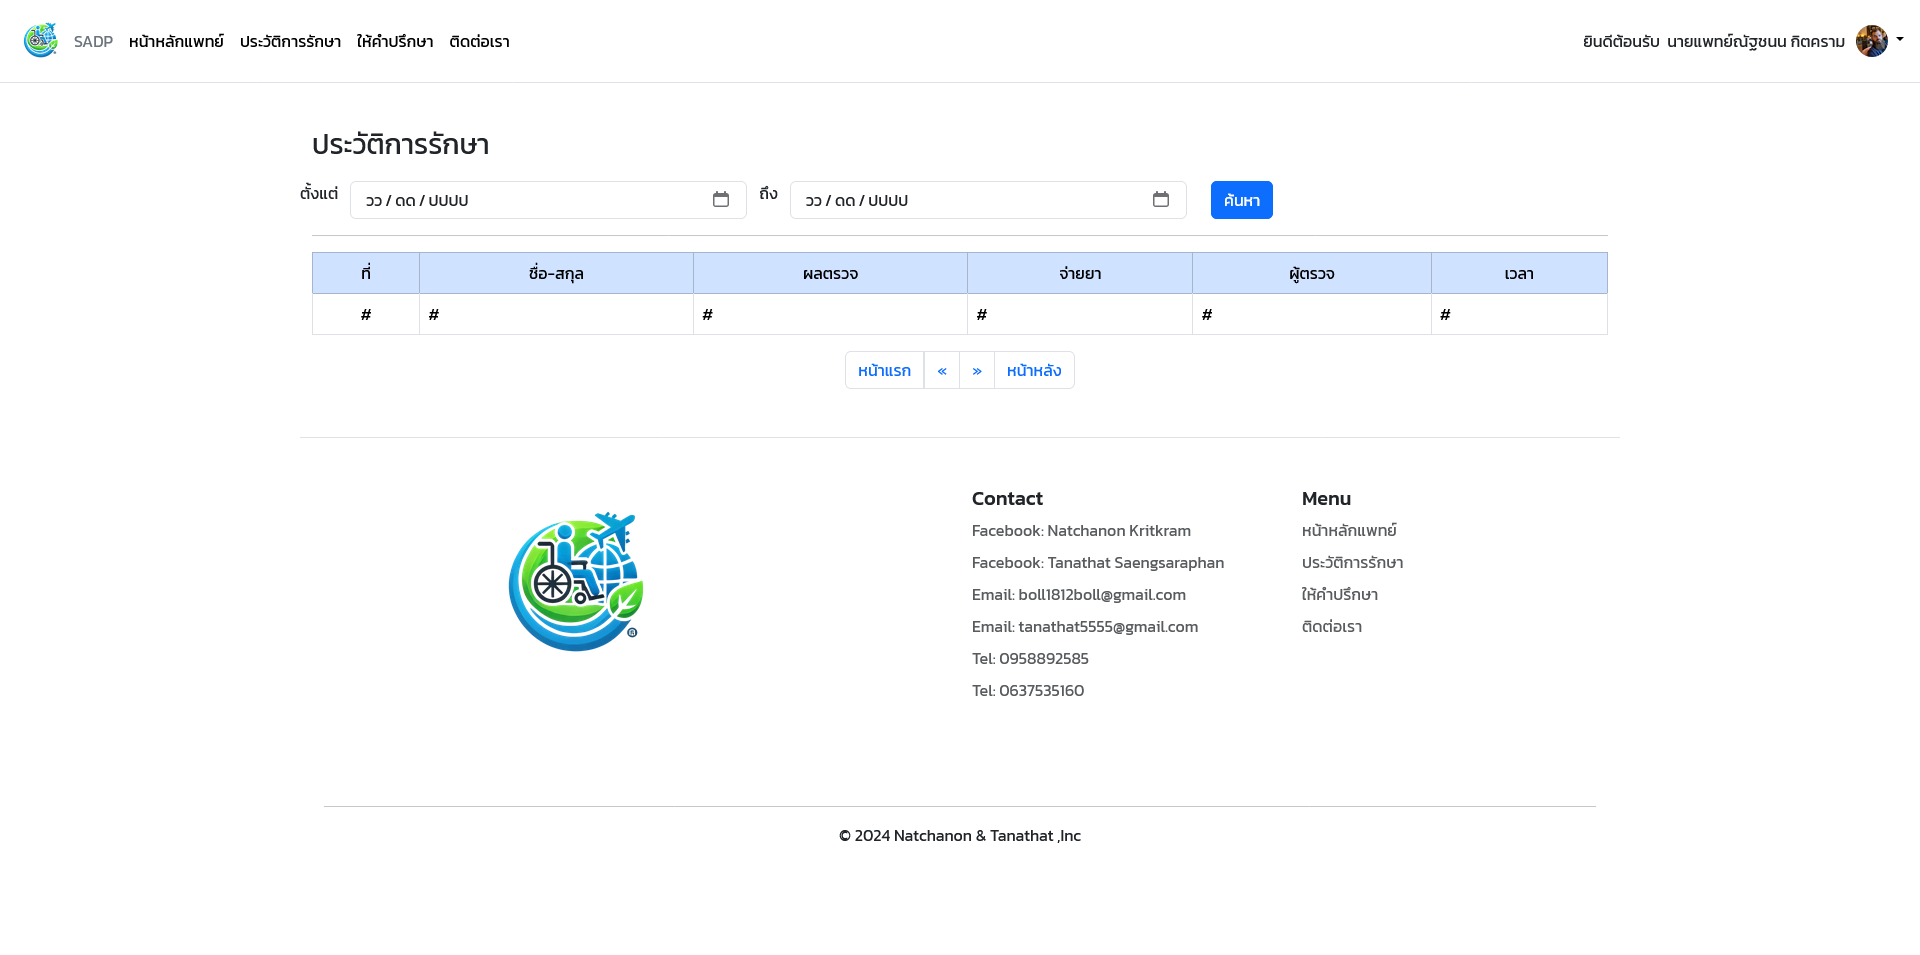 SADP หน้าหลักแพทย์ ประวัติการรักษา ให้คำปรึกษา ติดต่อเรา ยินดีต้อนรับ นายแพทย์ณัฐชนน กิตคราม
ประวัติการรักษา
ตั้งแต่ วว / ดด / ปปปป ถึง วว / ดด / ปปปป ค้นหา
ที่ ชื่อ-สกุล ผลตรวจ จ่ายยา ผู้ตรวจ เวลา
# # # # # #
หน้าแรก « » หน้าหลัง
Contact
Facebook: Natchanon Kritkram
Facebook: Tanathat Saengsaraphan
Email: boll1812boll@gmail.com
Email: tanathat5555@gmail.com
Tel: 0958892585
Tel: 0637535160
Menu
หน้าหลักแพทย์
ประวัติการรักษา
ให้คำปรึกษา
ติดต่อเรา
© 2024 Natchanon & Tanathat ,Inc